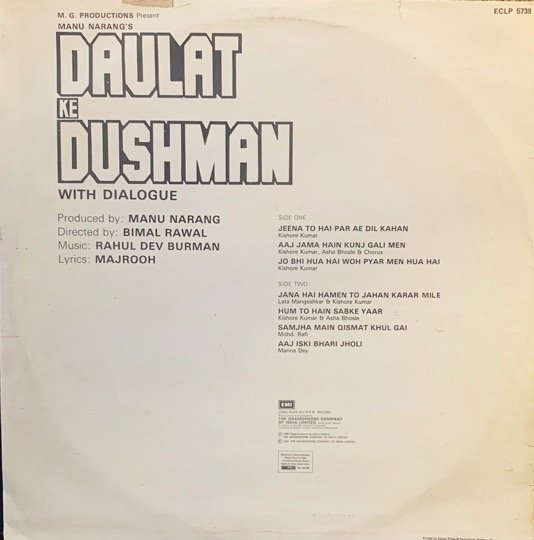 M. G. PRODUCTIONS Present
ECLP 5739
MANU NARANG'S
DAULAT
KE
DUSHMAN
WITH DIALOGUE
Produced by: MANU NARANG
Directed by: BIMAL RAWAL
Music: RAHUL DEV BURMAN
Lyrics: MAJROOH
SIDE ONE:
JEENA TO HAI PAR AE DIL KAHAN
Kishore Kumar
AAJ JAMA HAIN KUNJ GALI MEN
Kishore Kumar, Asha Bhosle & Chorus
JO BHI HUA HAI WOH PYAR MEN HUA HAI
Kishore Kumar
SIDE TWO:
JANA HAI HAMEN TO JAHAN KARAR MILE
Lata Mangeshkar & Kishore Kumar
HUM TO HAIN SABKE YAAR
Kishore Kumar & Asha Bhosle
SAMJHA MAIN QISMAT KHUL GAI
Mohd. Rafi
AAJ ISKI BHARI JHOLI
Manna Dey
EMI
THE GRAMOPHONE COMPANY
OF INDIA LIMITED